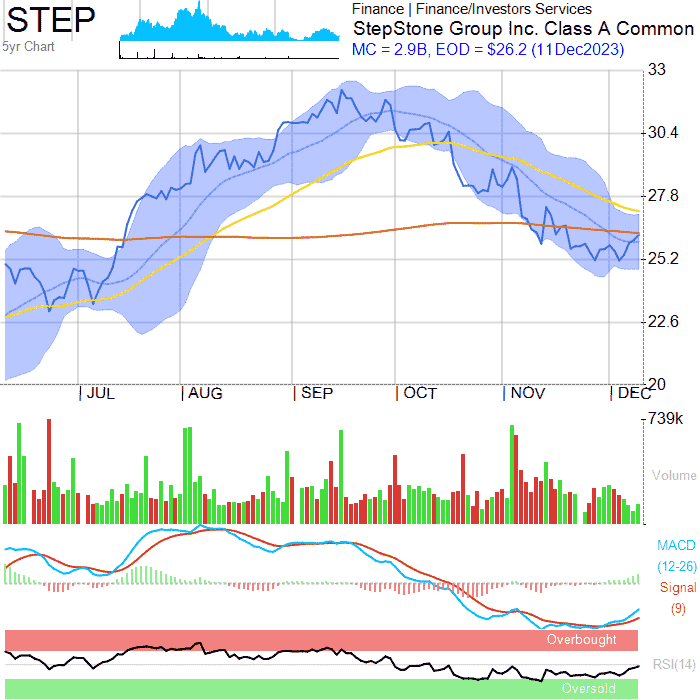 STEP
5yr Chart
Finance | Finance/Investors Services
StepStone Group Inc. Class A Common
MC = 2.9B, EOD = $26.2 (11Dec2023)
33
30.4
27.8
25.2
22.6
20
| JUL | AUG | SEP | OCT | NOV | DEC
739k
Volume
MACD
(12-26)
Signal
(9)
Overbought
RSI(14)
Oversold